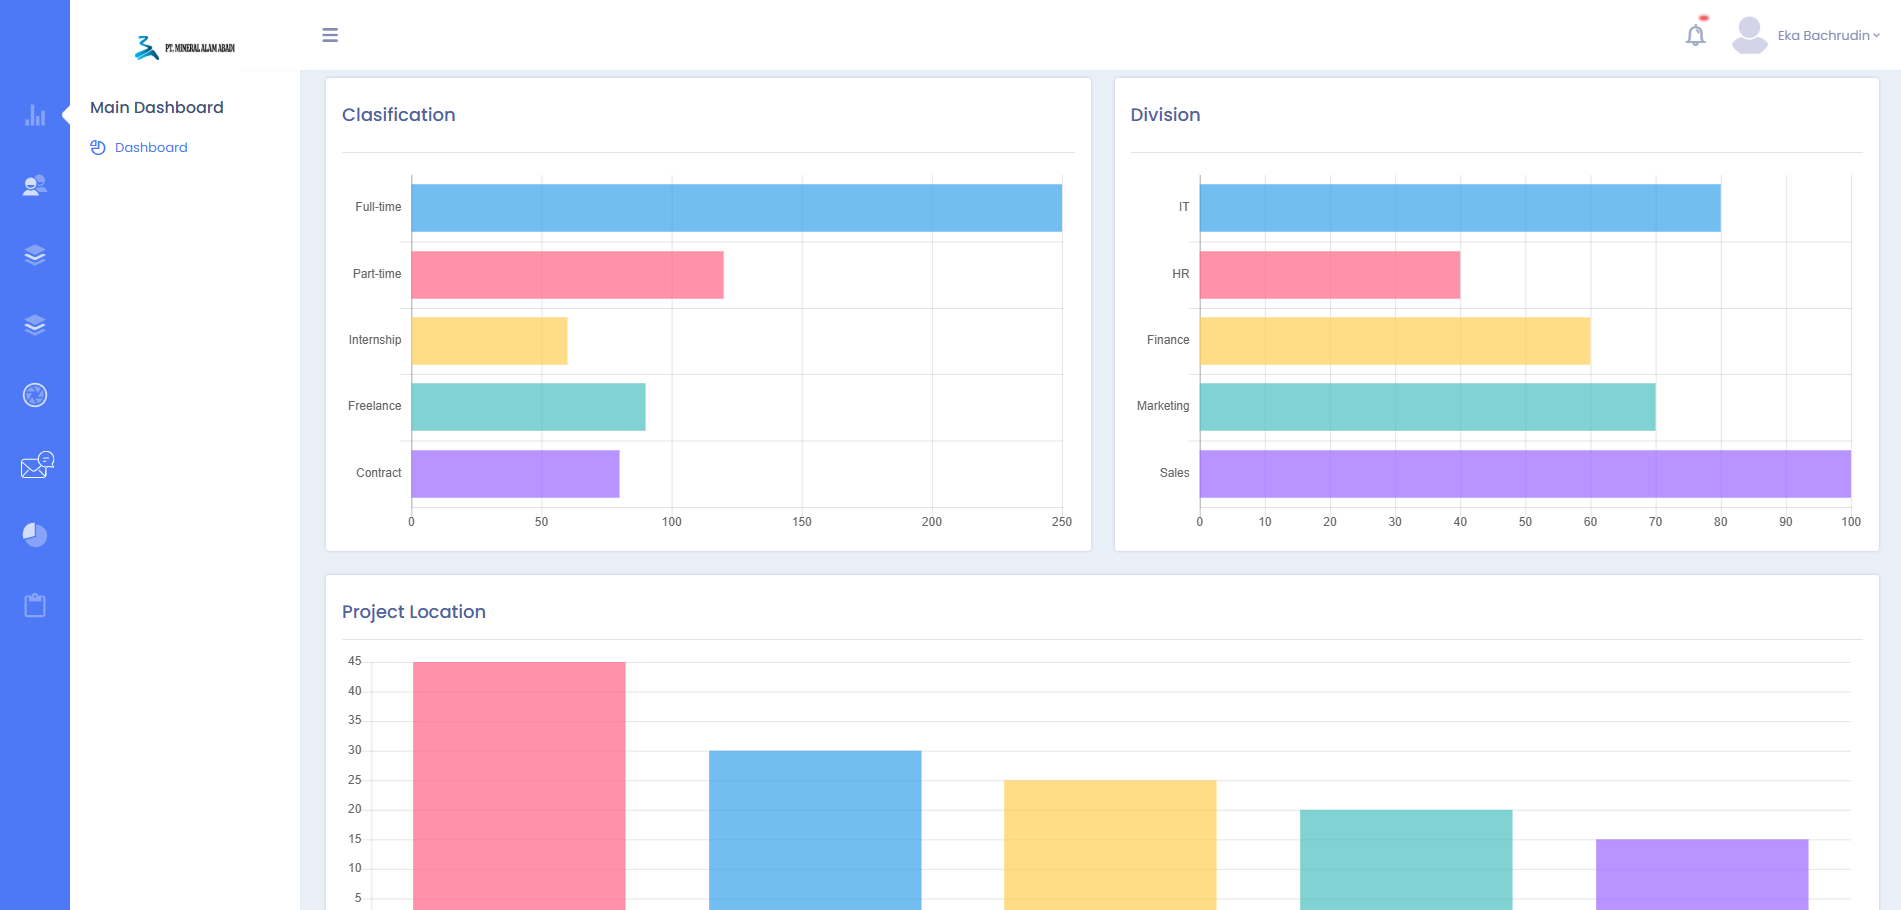 PT. MINERAL ALAM ABADI
Eka Bachrudin
Main Dashboard
Dashboard
Clasification
Full-time
Part-time
Internship
Freelance
Contract
0 50 100 150 200 250
Division
IT
HR
Finance
Marketing
Sales
0 10 20 30 40 50 60 70 80 90 100
Project Location
45
40
35
30
25
20
15
10
5